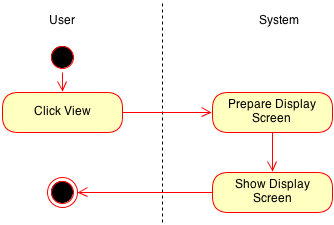 User
System
Click View
Prepare Display
Screen
Show Display
Screen